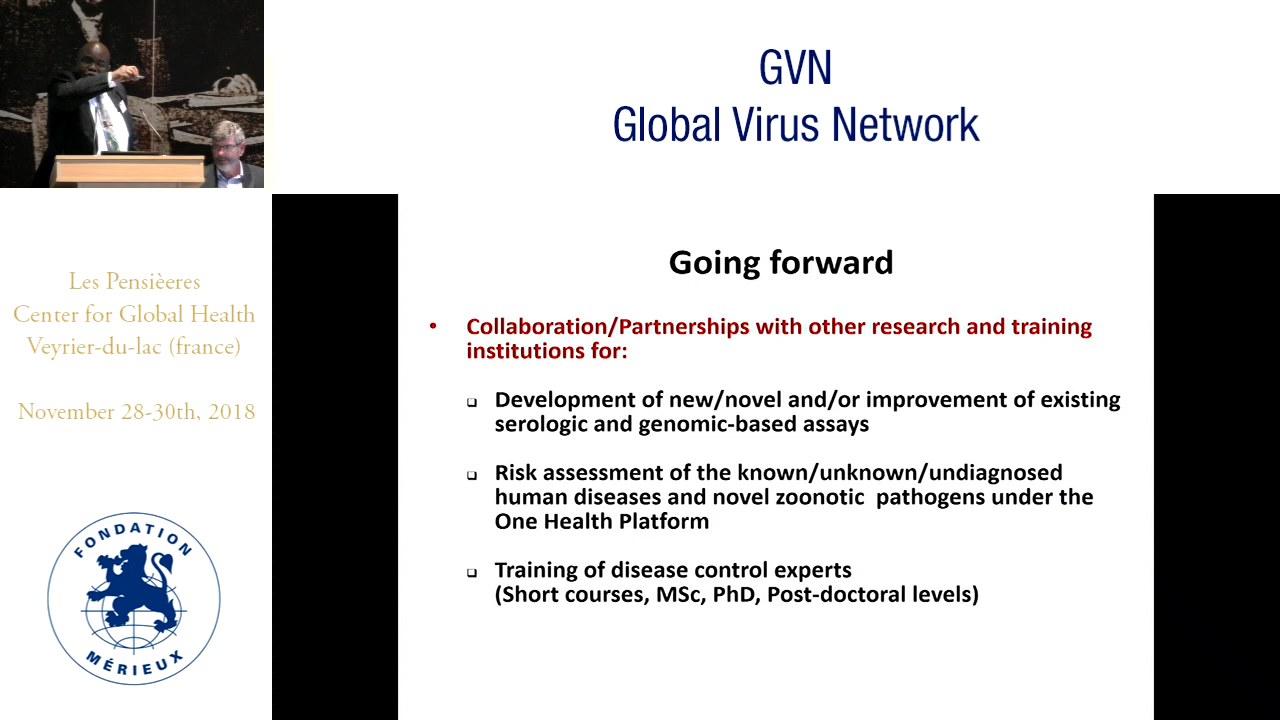 GVN
Global Virus Network
Les Pensièeres
Center for Global Health
Veyrier-du-lac (france)
November 28-30th, 2018
FONDATION
MÉRIEUX
Going forward
• Collaboration/Partnerships with other research and training
institutions for:
❑ Development of new/novel and/or improvement of existing
serologic and genomic-based assays
❑ Risk assessment of the known/unknown/undiagnosed
human diseases and novel zoonotic pathogens under the
One Health Platform
❑ Training of disease control experts
(Short courses, MSc, PhD, Post-doctoral levels)